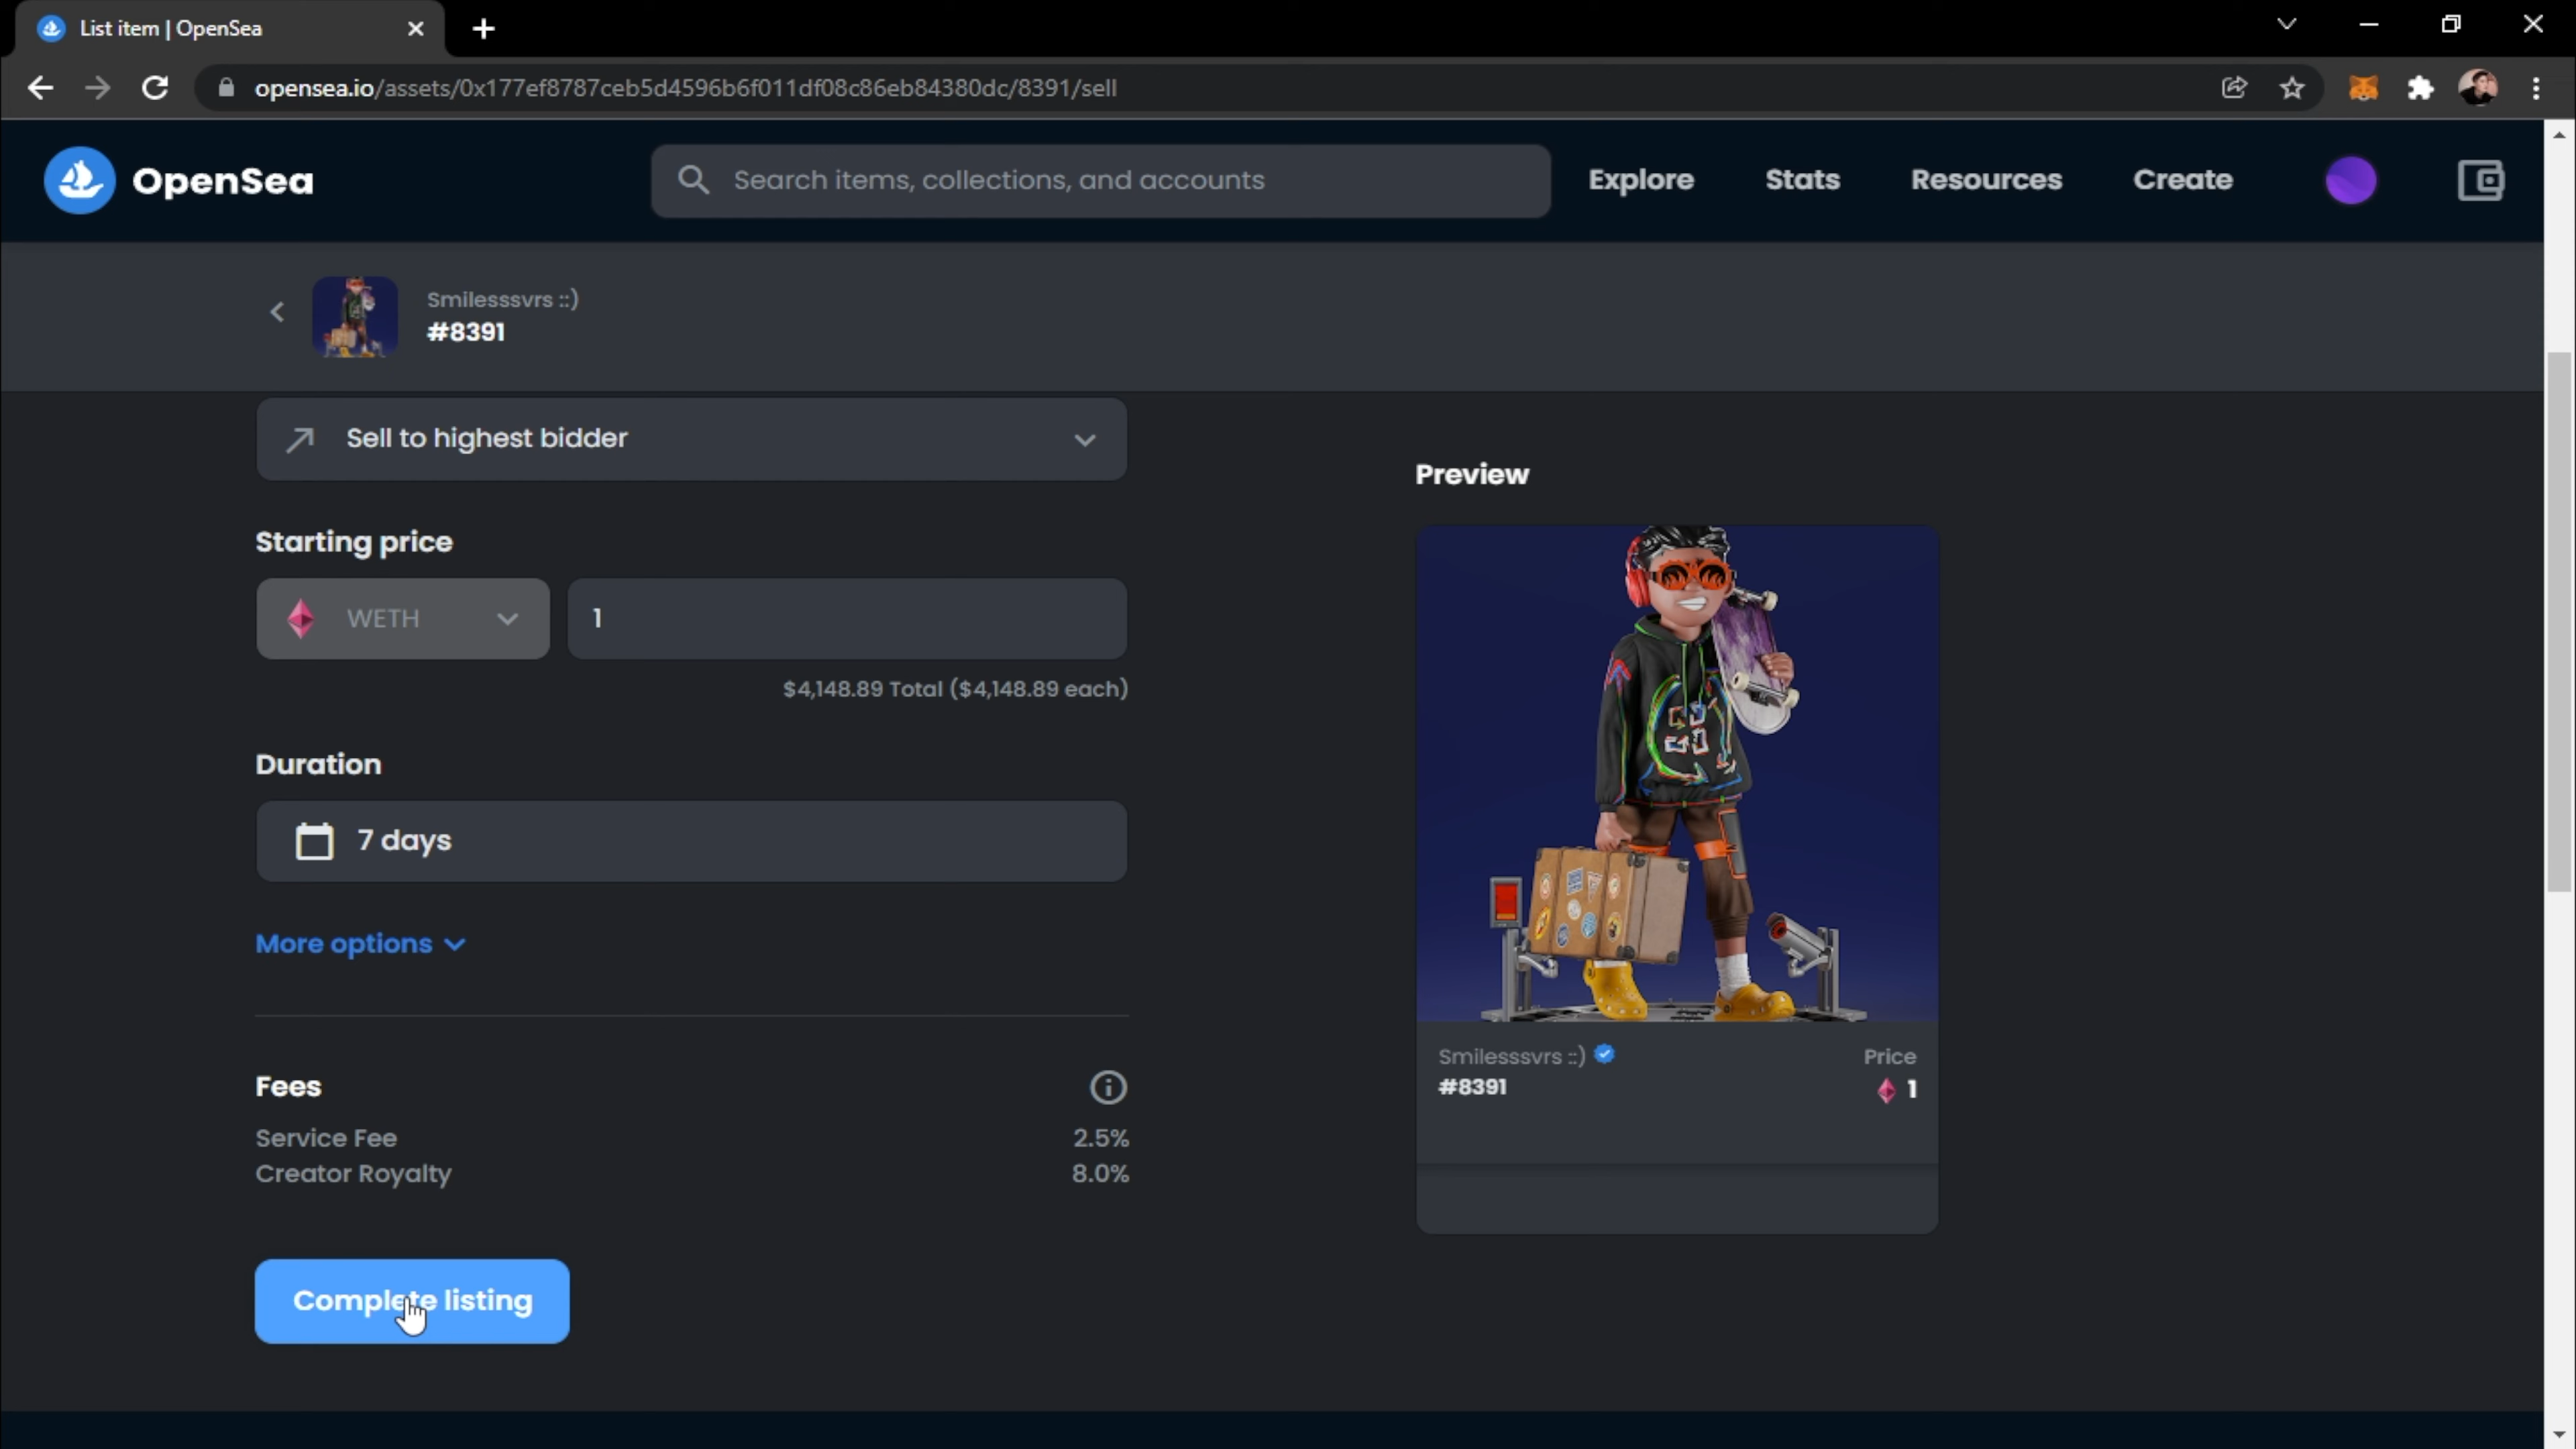 List item | OpenSea
opensea.io/assets/0x177ef8787ceb5d4596b6f011df08c86eb84380dc/8391/sell
OpenSea
Search items, collections, and accounts
Explore
Stats
Resources
Create
Smilesssvrs ::)
#8391
Sell to highest bidder
Starting price
WETH
1
$4,148.89 Total ($4,148.89 each)
Duration
7 days
More options
Fees
Service Fee 2.5%
Creator Royalty 8.0%
Complete listing
Preview
Smilesssvrs ::) Price
#8391 1